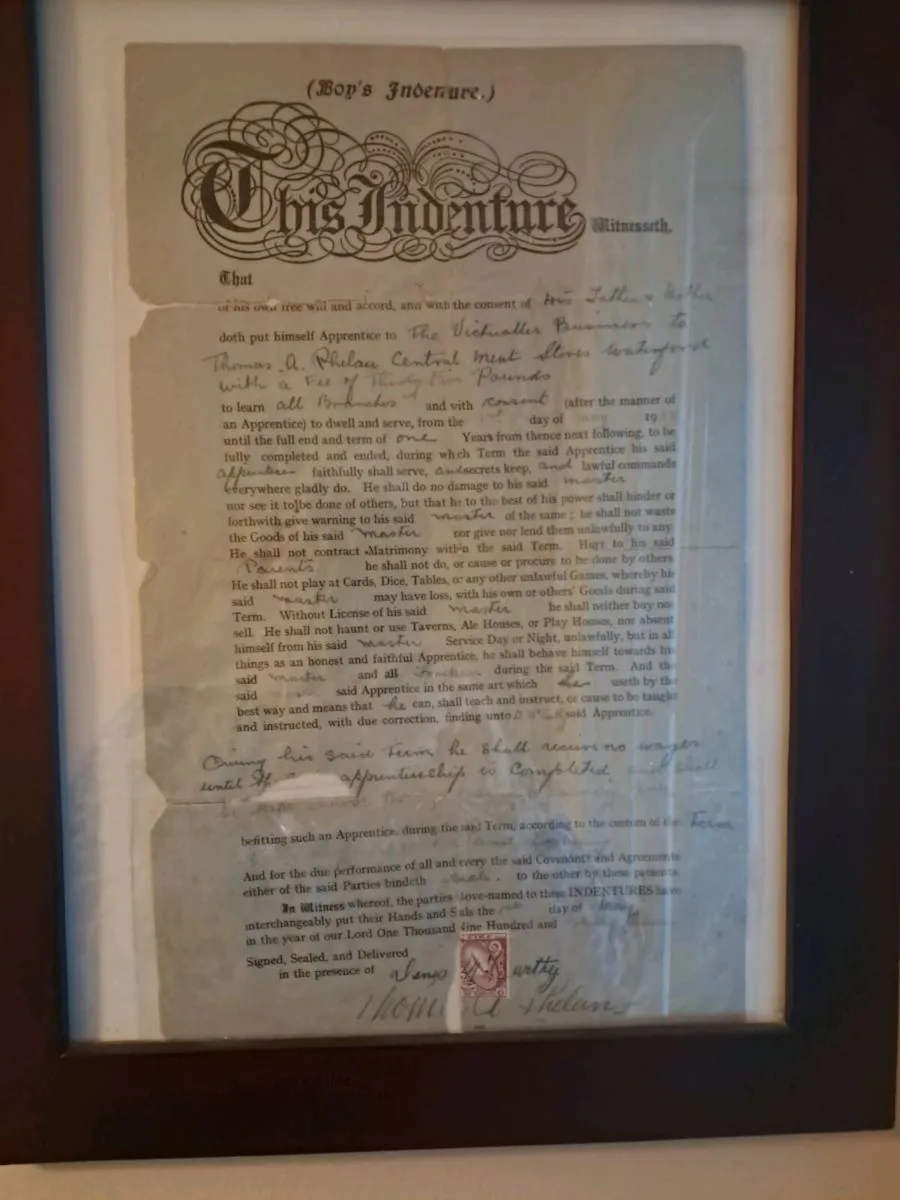 (Boy's Indenture.)
This Indenture Witnesseth,
That
of his own free will and accord, and with the consent of his Father & Mother
doth put himself Apprentice to The Victualler Business to
Thomas A. Phelan Central Meat Stores Waterford
with a Fee of Thirty Five Pounds
to learn all Branches and with consent (after the manner of
an Apprentice) to dwell and serve, from the day of 19
until the full end and term of one Years from thence next following, to be
fully completed and ended, during which Term the said Apprentice his said
faithfully shall serve, and secrets keep, and lawful commands
everywhere gladly do. He shall do no damage to his said master
nor see it to be done of others, but that he to the best of his power shall hinder or
forthwith give warning to his said master of the same; he shall not waste
the Goods of his said master nor give nor lend them unlawfully to any
He shall not contract Matrimony within the said Term. Hurt to his said
Parents he shall not do, or cause or procure to be done by others
He shall not play at Cards, Dice, Tables, or any other unlawful Games, whereby his
said master may have loss, with his own or others' Goods during said
Term. Without License of his said master he shall neither buy nor
sell. He shall not haunt or use Taverns, Ale Houses, or Play Houses, nor absent
himself from his said master Service Day or Night, unlawfully, but in all
things as an honest and faithful Apprentice, he shall behave himself towards his
said master and all during the said Term. And the
said said Apprentice in the same art which he useth by the
best way and means that he can, shall teach and instruct, or cause to be taught
and instructed, with due correction, finding unto said Apprentice.
During his said Term he shall receive no wages
until apprenticeship is Completed, and shall
befitting such an Apprentice, during the said Term, according to the custom of the Term
And for the due performance of all and every the said Covenants and Agreements
either of the said Parties bindeth each. to the other by these presents
In Witness whereof, the parties above-named to these INDENTURES have
interchangeably put their Hands and Seals the day of May
in the year of our Lord One Thousand Nine Hundred and
Signed, Sealed, and Delivered
in the presence of
Thomas A Phelan